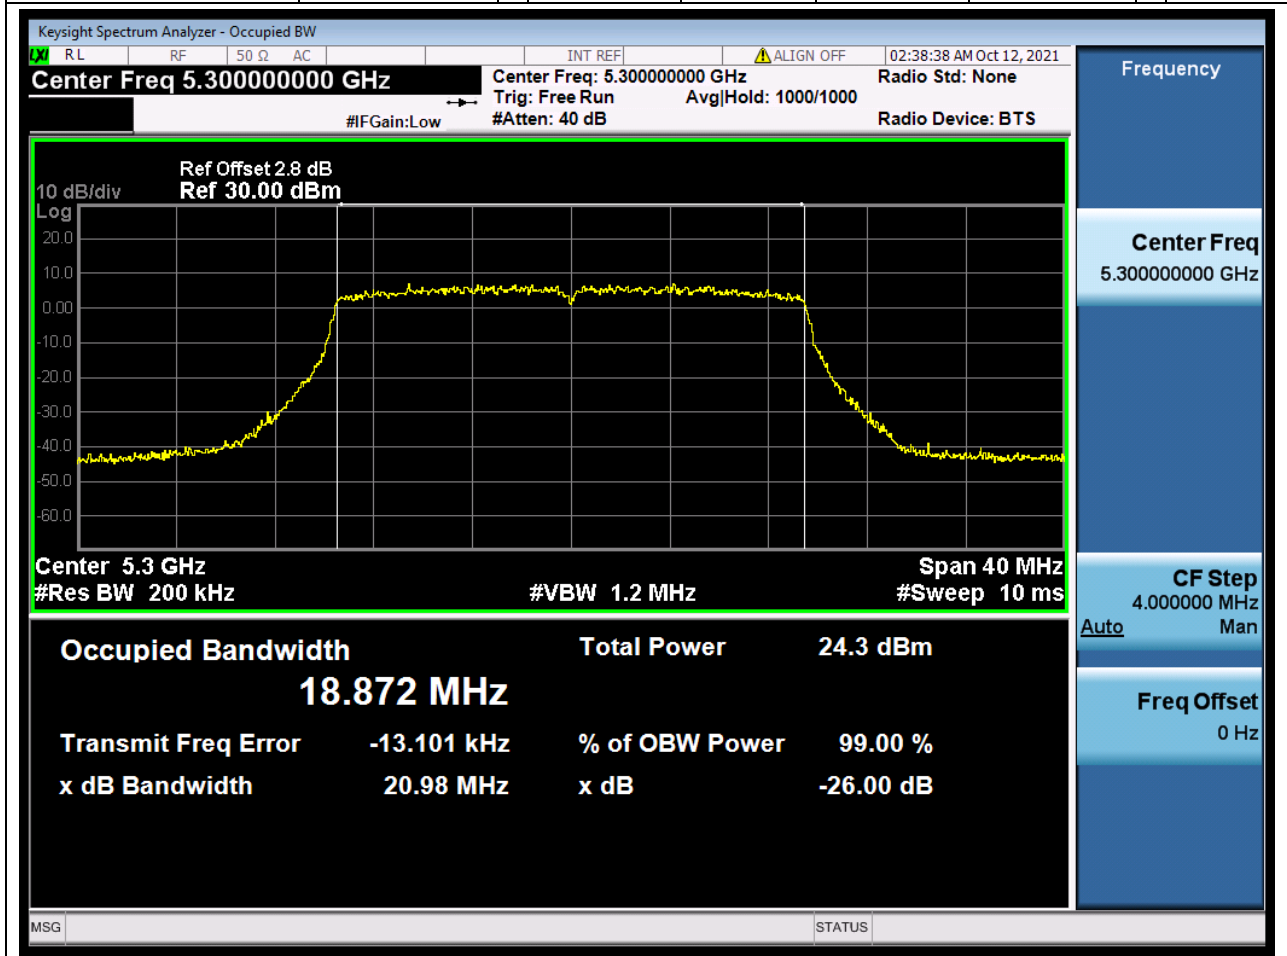 Keysight Spectrum Analyzer - Occupied BW
LXI RL RF 50 Ω AC INT REF ALIGN OFF 02:38:38 AM Oct 12, 2021
Center Freq 5.300000000 GHz
Center Freq: 5.300000000 GHz
Radio Std: None
Trig: Free Run Avg|Hold: 1000/1000
#IFGain:Low
#Atten: 40 dB
Radio Device: BTS
Ref Offset 2.8 dB
10 dB/div Ref 30.00 dBm
Log
20.0
10.0
0.00
-10.0
-20.0
-30.0
-40.0
-50.0
-60.0
Center 5.3 GHz Span 40 MHz
#Res BW 200 kHz #VBW 1.2 MHz #Sweep 10 ms
Occupied Bandwidth Total Power 24.3 dBm
18.872 MHz
Transmit Freq Error -13.101 kHz % of OBW Power 99.00 %
x dB Bandwidth 20.98 MHz x dB -26.00 dB
Frequency
Center Freq
5.300000000 GHz
CF Step
4.000000 MHz
Auto Man
Freq Offset
0 Hz
MSG STATUS